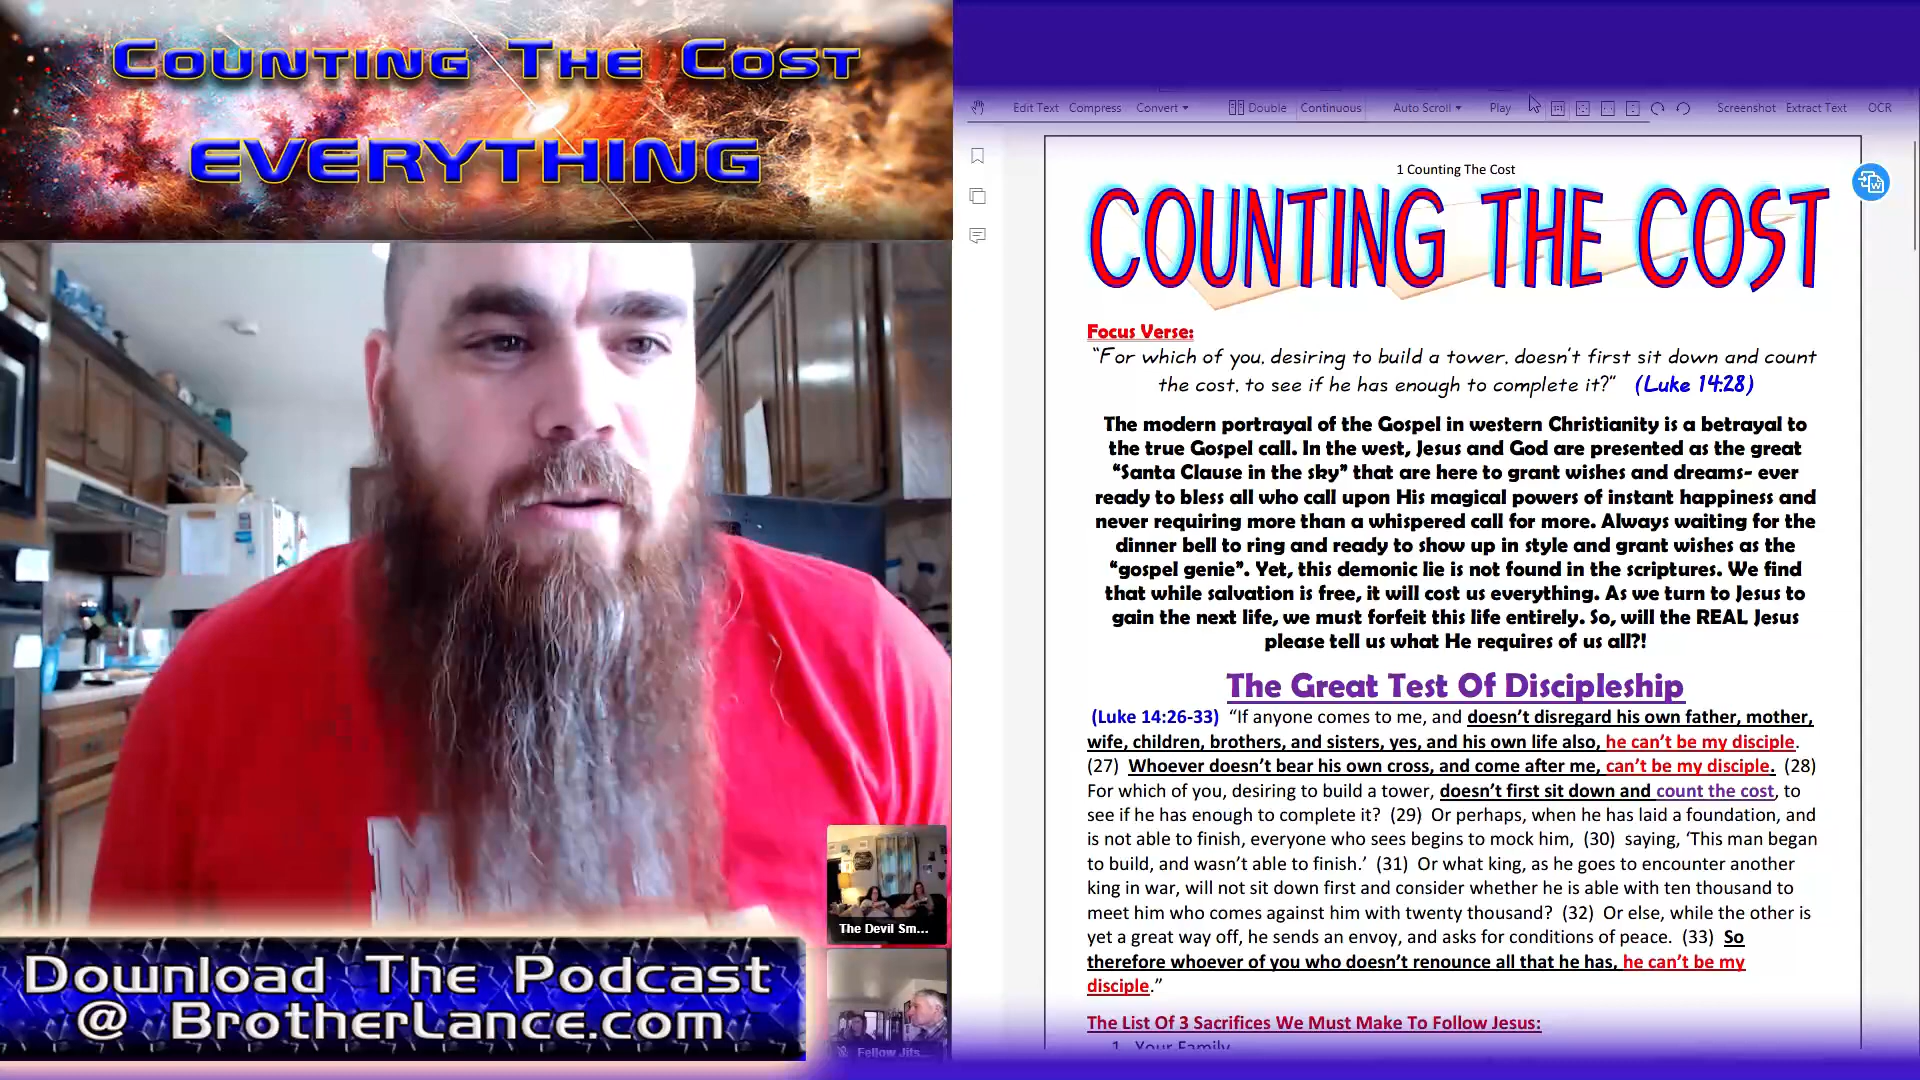 Counting The Cost
EVERYTHING
Edit Text Compress Convert Double Continuous Auto Scroll Play Screenshot Extract Text OCR
1 Counting The Cost
COUNTING THE COST
Focus Verse:
“For which of you, desiring to build a tower, doesn’t first sit down and count
the cost, to see if he has enough to complete it?” (Luke 14:28)
The modern portrayal of the Gospel in western Christianity is a betrayal to
the true Gospel call. In the west, Jesus and God are presented as the great
“Santa Clause in the sky” that are here to grant wishes and dreams- ever
ready to bless all who call upon His magical powers of instant happiness and
never requiring more than a whispered call for more. Always waiting for the
dinner bell to ring and ready to show up in style and grant wishes as the
“gospel genie”. Yet, this demonic lie is not found in the scriptures. We find
that while salvation is free, it will cost us everything. As we turn to Jesus to
gain the next life, we must forfeit this life entirely. So, will the REAL Jesus
please tell us what He requires of us all?!
The Great Test Of Discipleship
(Luke 14:26-33) “If anyone comes to me, and doesn’t disregard his own father, mother,
wife, children, brothers, and sisters, yes, and his own life also, he can’t be my disciple.
(27) Whoever doesn’t bear his own cross, and come after me, can’t be my disciple. (28)
For which of you, desiring to build a tower, doesn’t first sit down and count the cost, to
see if he has enough to complete it? (29) Or perhaps, when he has laid a foundation, and
is not able to finish, everyone who sees begins to mock him, (30) saying, ‘This man began
to build, and wasn’t able to finish.’ (31) Or what king, as he goes to encounter another
king in war, will not sit down first and consider whether he is able with ten thousand to
meet him who comes against him with twenty thousand? (32) Or else, while the other is
yet a great way off, he sends an envoy, and asks for conditions of peace. (33) So
therefore whoever of you who doesn’t renounce all that he has, he can’t be my
disciple.”
The List Of 3 Sacrifices We Must Make To Follow Jesus:
1. Your Family
The Devil Sm...
Fellow Jits...
Download The Podcast
@ BrotherLance.com